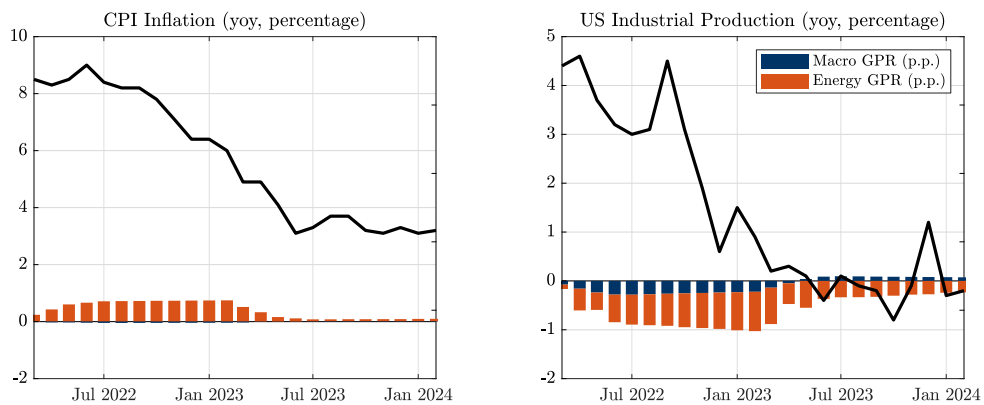 CPI Inflation (yoy, percentage)
10
8
6
4
2
0
-2
Jul 2022
Jan 2023
Jul 2023
Jan 2024
US Industrial Production (yoy, percentage)
5
4
3
2
1
0
-1
-2
Macro GPR (p.p.)
Energy GPR (p.p.)
Jul 2022
Jan 2023
Jul 2023
Jan 2024